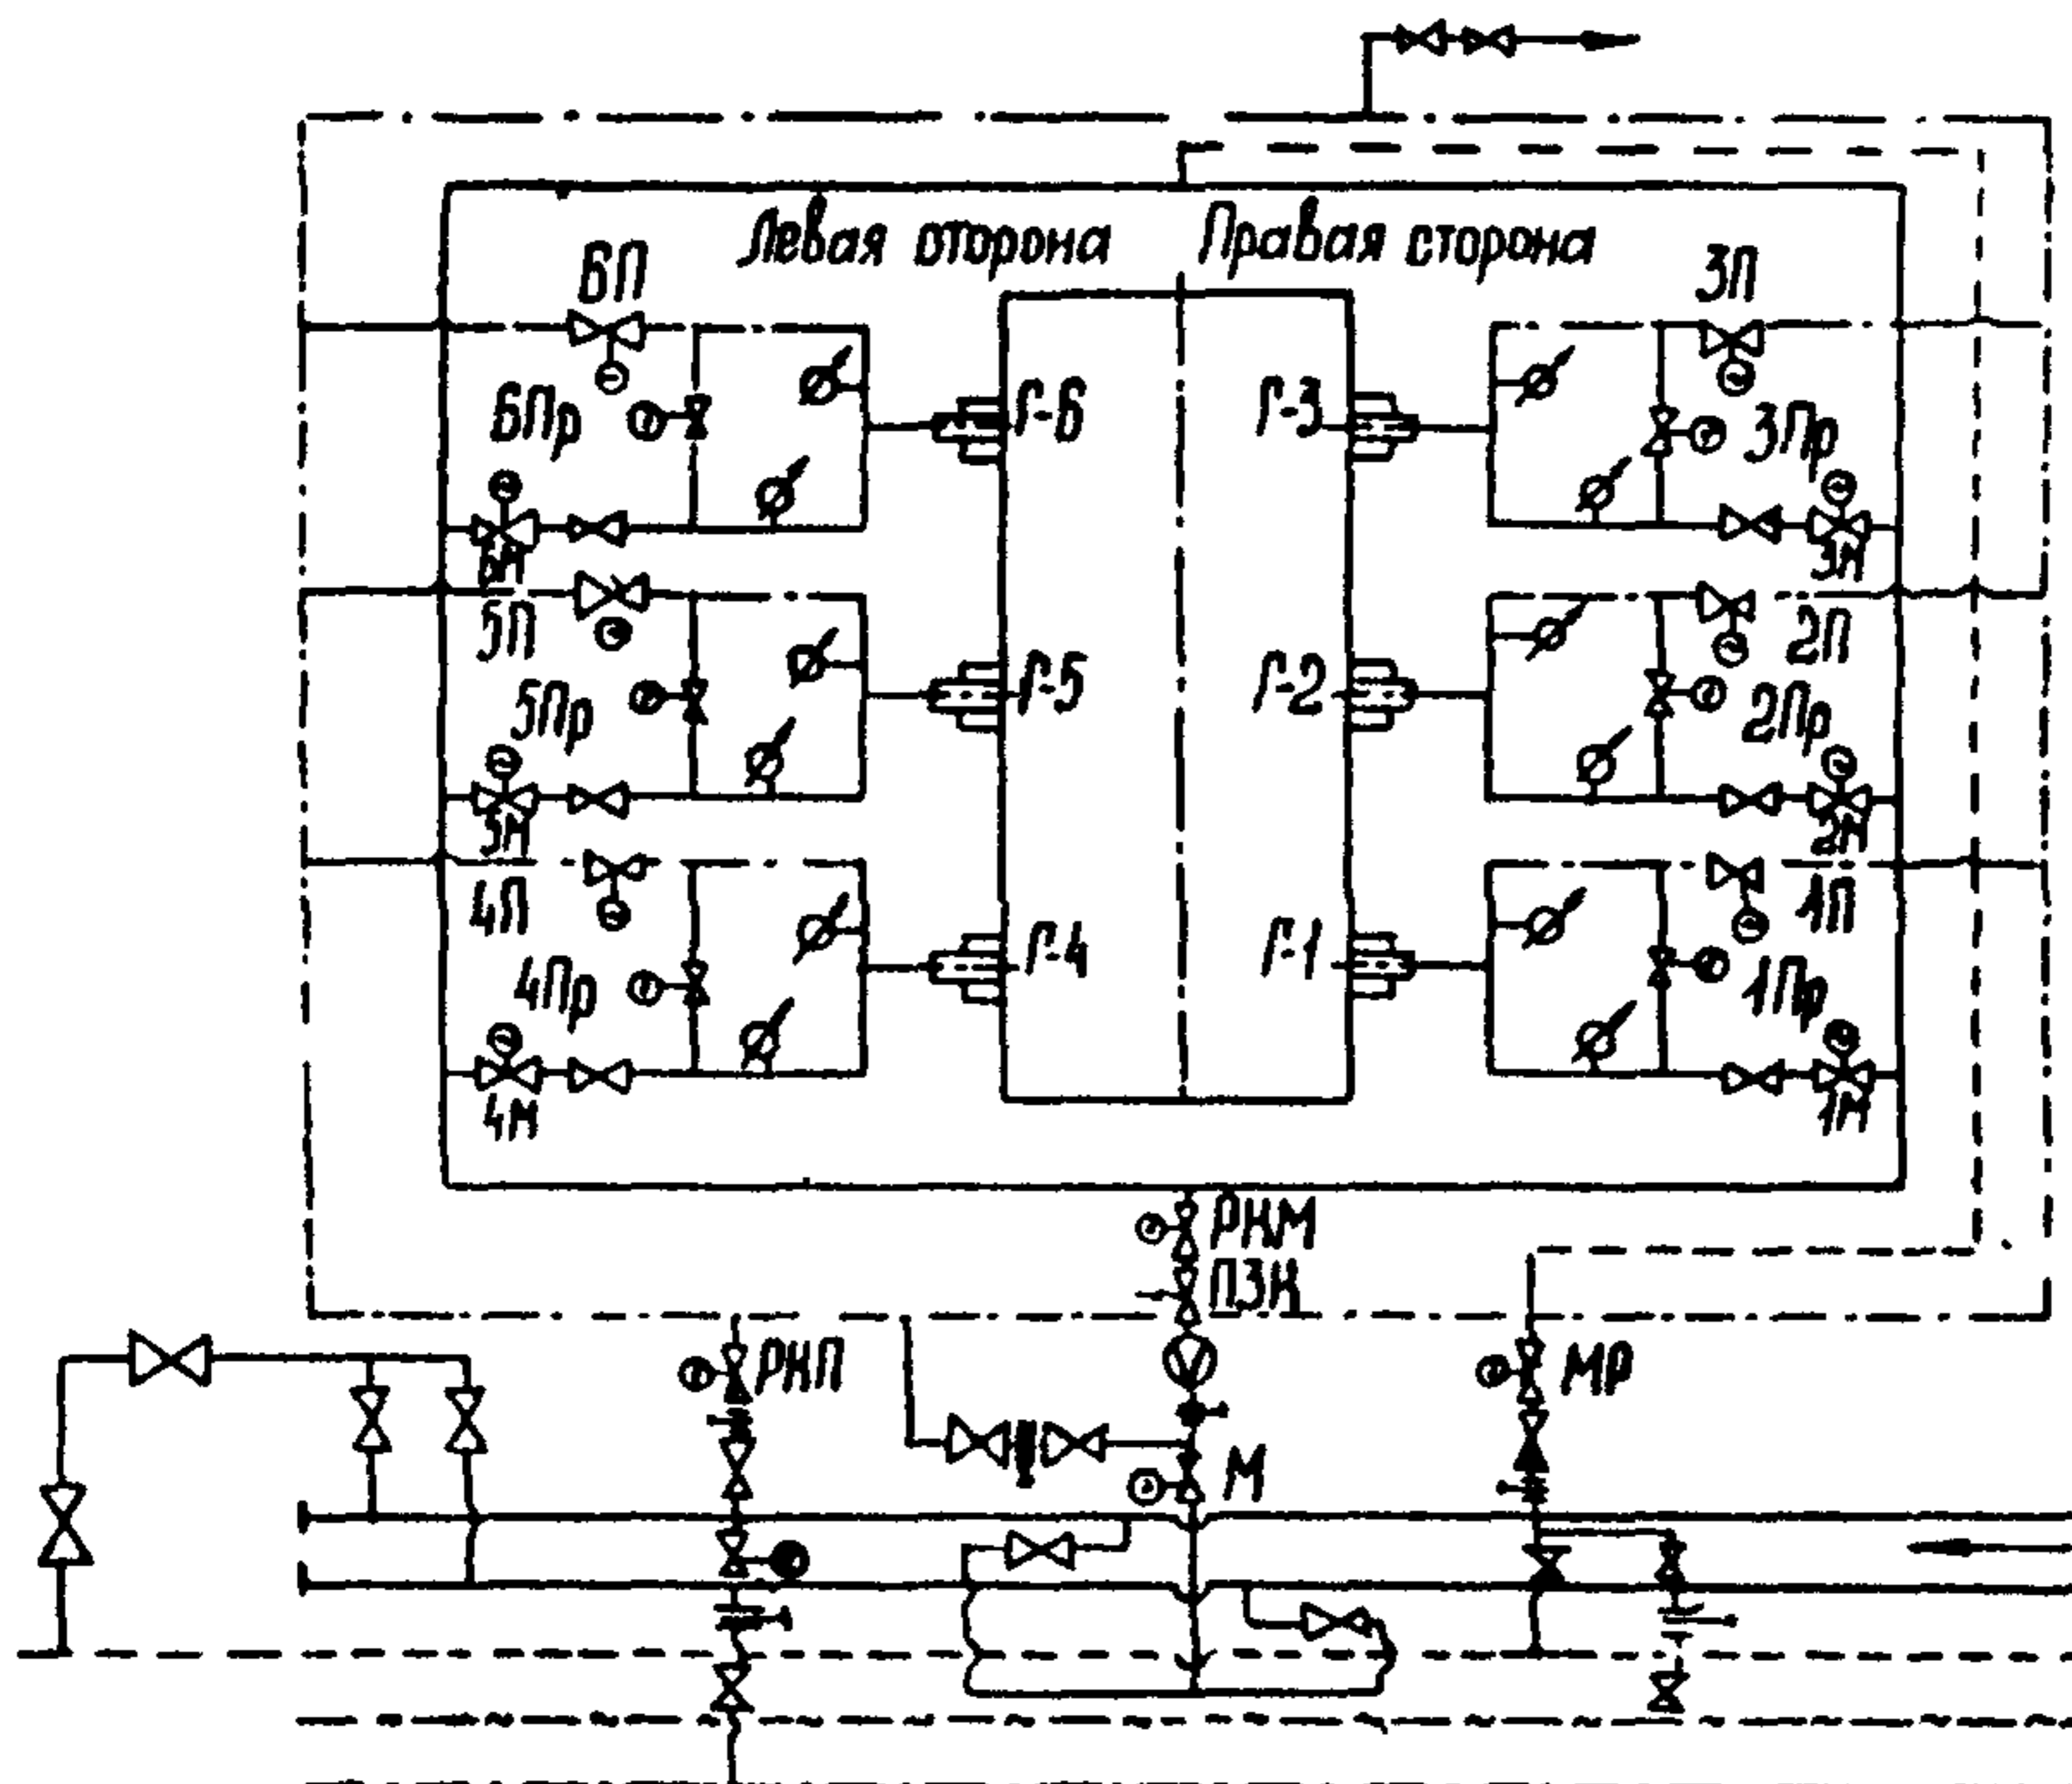 Левая оторона Правая сторона
6П 3П
Г-6 Г-3
6Пр 3Пр
6М 3М
5П 2П
Г-5 Г-2
5Пр 2Пр
5М 2М
4П 1П
Г-4 Г-1
4Пр 1Пр
4М 1М
РКМ
ПЗК
РКП МР
М